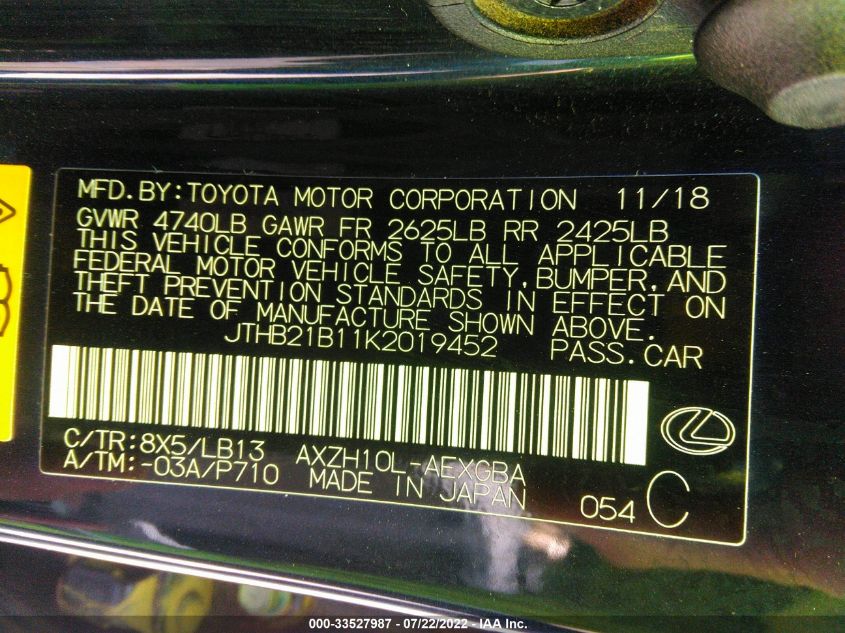 MFD.BY:TOYOTA MOTOR CORPORATION 11/18
GVWR 4740LB GAWR FR 2625LB RR 2425LB
THIS VEHICLE CONFORMS TO ALL APPLICABLE
FEDERAL MOTOR VEHICLE SAFETY,BUMPER,AND
THEFT PREVENTION STANDARDS IN EFFECT ON
THE DATE OF MANUFACTURE SHOWN ABOVE.
JTHB21B11K2019452 PASS.CAR
C/TR:8X5/LB13 AXZH10L-AEXGBA
A/TM:-03A/P710 MADE IN JAPAN
054 C
000-33527987 - 07/22/2022 - IAA Inc.